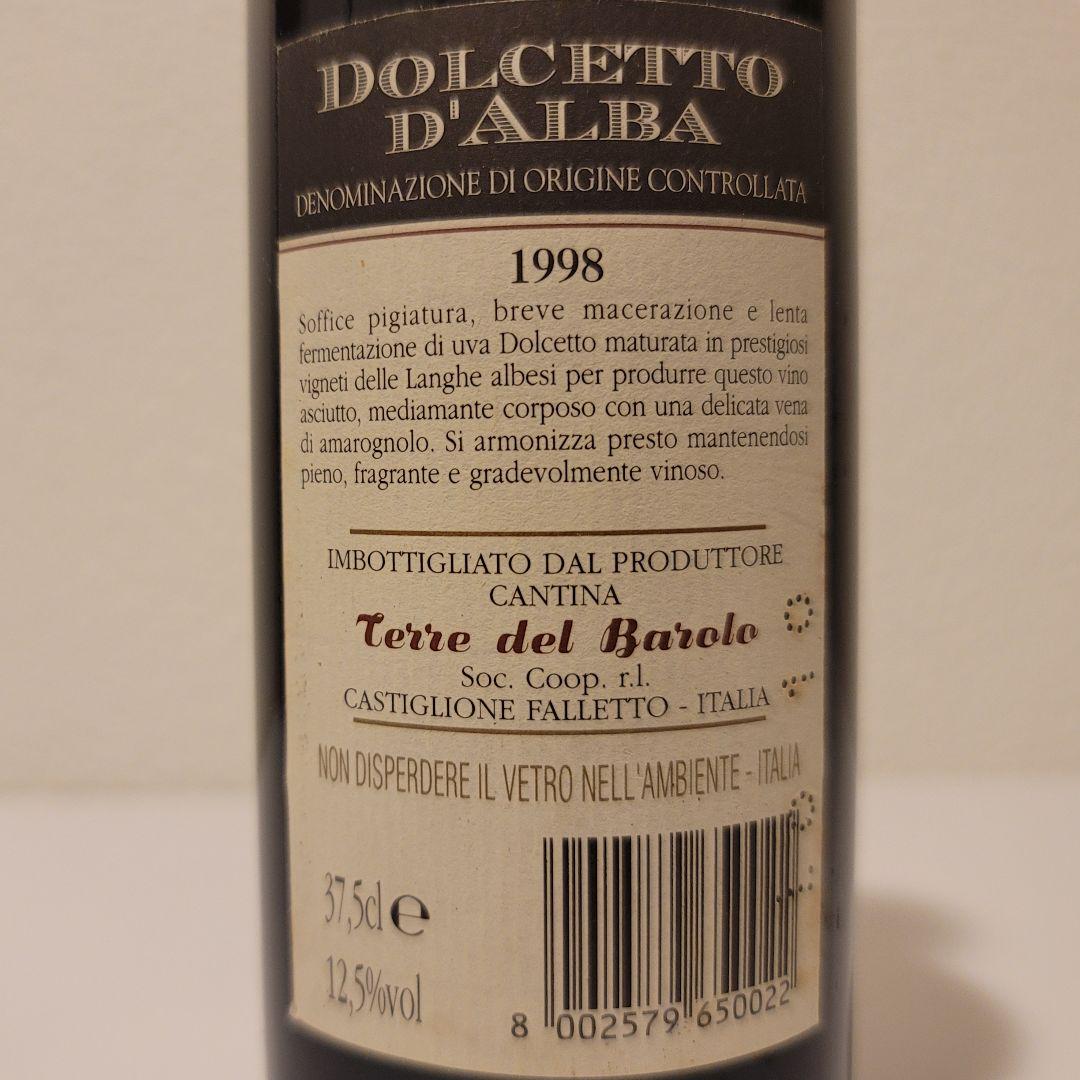 DOLCETTO
D'ALBA
DENOMINAZIONE DI ORIGINE CONTROLLATA
1998
Soffice pigiatura, breve macerazione e lenta
fermentazione di uva Dolcetto maturata in prestigiosi
vigneti delle Langhe albesi per produrre questo vino
asciutto, mediamante corposo con una delicata vena
di amarognolo. Si armonizza presto mantenendosi
pieno, fragrante e gradevolmente vinoso.
IMBOTTIGLIATO DAL PRODUTTORE
CANTINA
Terre del Barolo
Soc. Coop. r.l.
CASTIGLIONE FALLETTO - ITALIA
NON DISPERDERE IL VETRO NELL'AMBIENTE - ITALIA
37,5cl e
12,5%vol
8 002579 650022